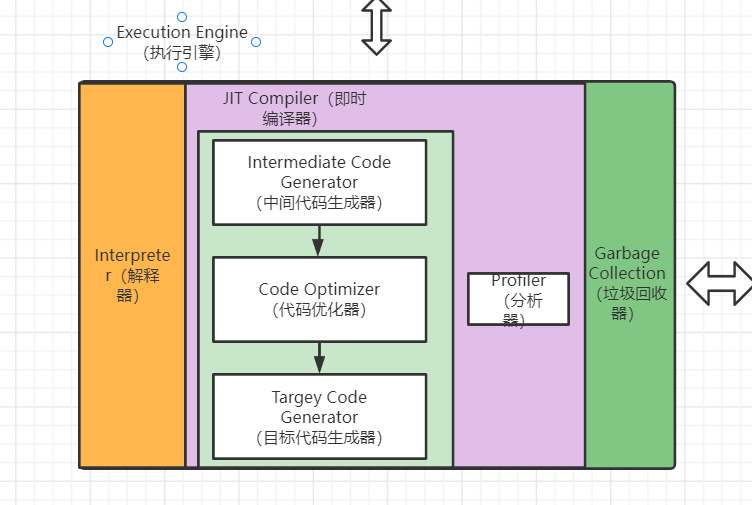 Execution Engine
（执行引擎）
JIT Compiler（即时
编译器）
Intermediate Code
Generator
（中间代码生成器）
Interprete
r（解释
器）
Code Optimizer
（代码优化器）
Profiler
（分析
器）
Garbage
Collection
（垃圾回收
器）
Targey Code
Generator
（目标代码生成器）